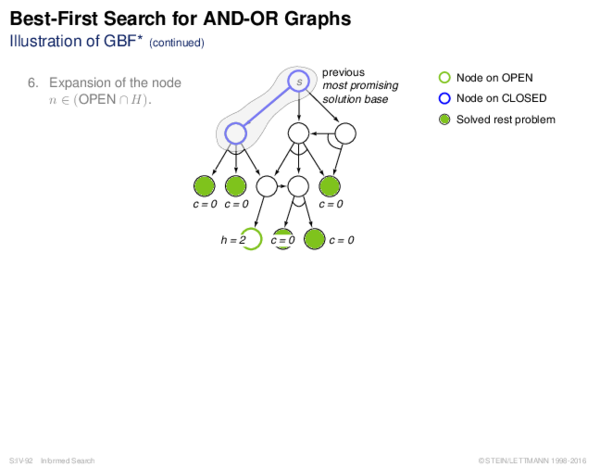 Best-First Search for AND-OR Graphs
Illustration of GBF* (continued)
6. Expansion of the node
n ∈ (OPEN ∩ H).
s
previous
most promising
solution base
Node on OPEN
Node on CLOSED
Solved rest problem
c = 0 c = 0 c = 0
h = 2 c = 0 c = 0
S:IV-92 Informed Search ©STEIN/LETTMANN 1998-2016